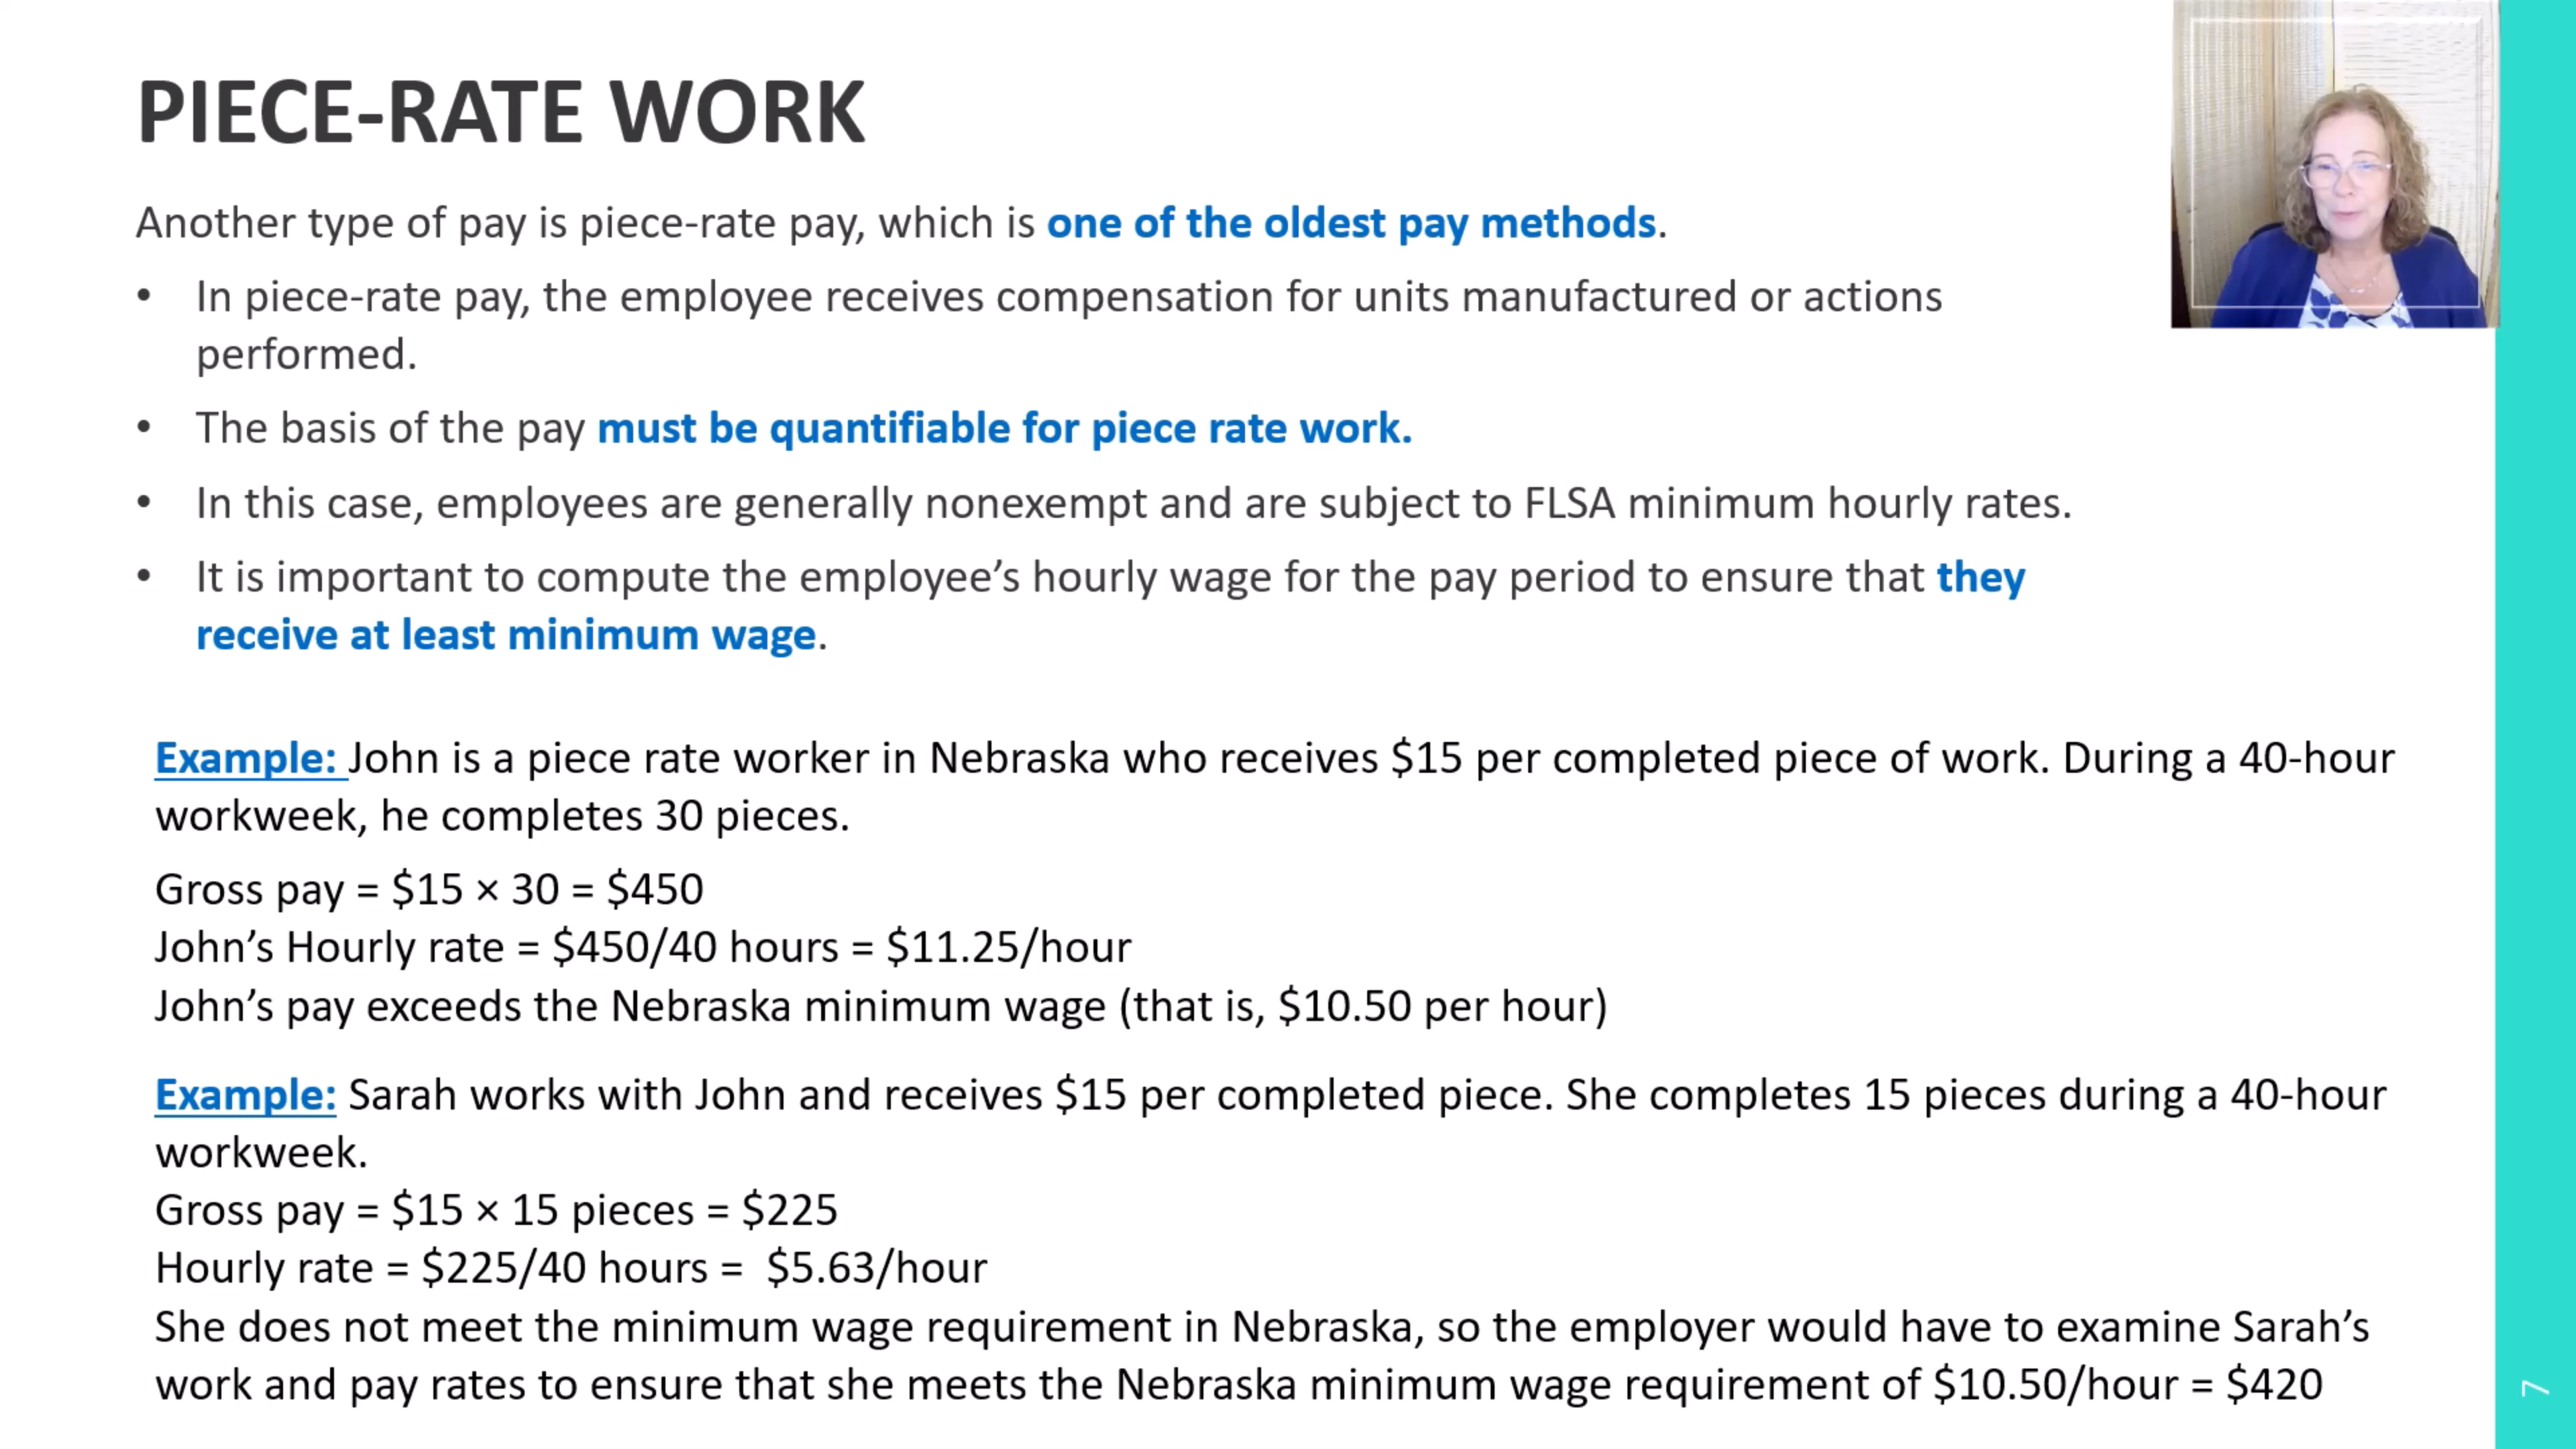 PIECE-RATE WORK
Another type of pay is piece-rate pay, which is one of the oldest pay methods.
• In piece-rate pay, the employee receives compensation for units manufactured or actions
performed.
• The basis of the pay must be quantifiable for piece rate work.
• In this case, employees are generally nonexempt and are subject to FLSA minimum hourly rates.
• It is important to compute the employee’s hourly wage for the pay period to ensure that they
receive at least minimum wage.
Example: John is a piece rate worker in Nebraska who receives $15 per completed piece of work. During a 40-hour
workweek, he completes 30 pieces.
Gross pay = $15 × 30 = $450
John’s Hourly rate = $450/40 hours = $11.25/hour
John’s pay exceeds the Nebraska minimum wage (that is, $10.50 per hour)
Example: Sarah works with John and receives $15 per completed piece. She completes 15 pieces during a 40-hour
workweek.
Gross pay = $15 × 15 pieces = $225
Hourly rate = $225/40 hours = $5.63/hour
She does not meet the minimum wage requirement in Nebraska, so the employer would have to examine Sarah’s
work and pay rates to ensure that she meets the Nebraska minimum wage requirement of $10.50/hour = $420
7